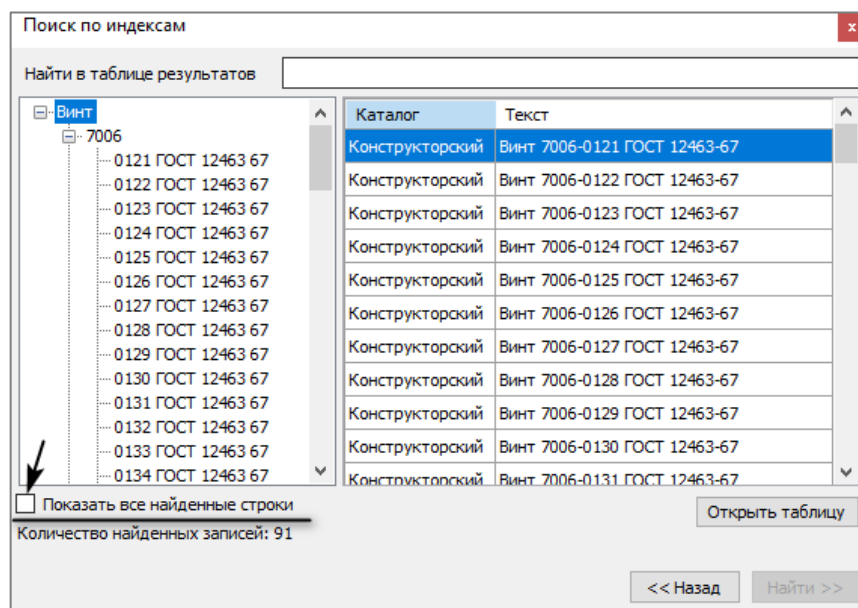 Поиск по индексам
x
Найти в таблице результатов
Винт
7006
0121 ГОСТ 12463 67
0122 ГОСТ 12463 67
0123 ГОСТ 12463 67
0124 ГОСТ 12463 67
0125 ГОСТ 12463 67
0126 ГОСТ 12463 67
0127 ГОСТ 12463 67
0128 ГОСТ 12463 67
0129 ГОСТ 12463 67
0130 ГОСТ 12463 67
0131 ГОСТ 12463 67
0132 ГОСТ 12463 67
0133 ГОСТ 12463 67
0134 ГОСТ 12463 67
Каталог Текст
Конструкторский Винт 7006-0121 ГОСТ 12463-67
Конструкторский Винт 7006-0122 ГОСТ 12463-67
Конструкторский Винт 7006-0123 ГОСТ 12463-67
Конструкторский Винт 7006-0124 ГОСТ 12463-67
Конструкторский Винт 7006-0125 ГОСТ 12463-67
Конструкторский Винт 7006-0126 ГОСТ 12463-67
Конструкторский Винт 7006-0127 ГОСТ 12463-67
Конструкторский Винт 7006-0128 ГОСТ 12463-67
Конструкторский Винт 7006-0129 ГОСТ 12463-67
Конструкторский Винт 7006-0130 ГОСТ 12463-67
Конструкторский Винт 7006-0131 ГОСТ 12463-67
Показать все найденные строки
Открыть таблицу
Количество найденных записей: 91
<< Назад
Найти >>